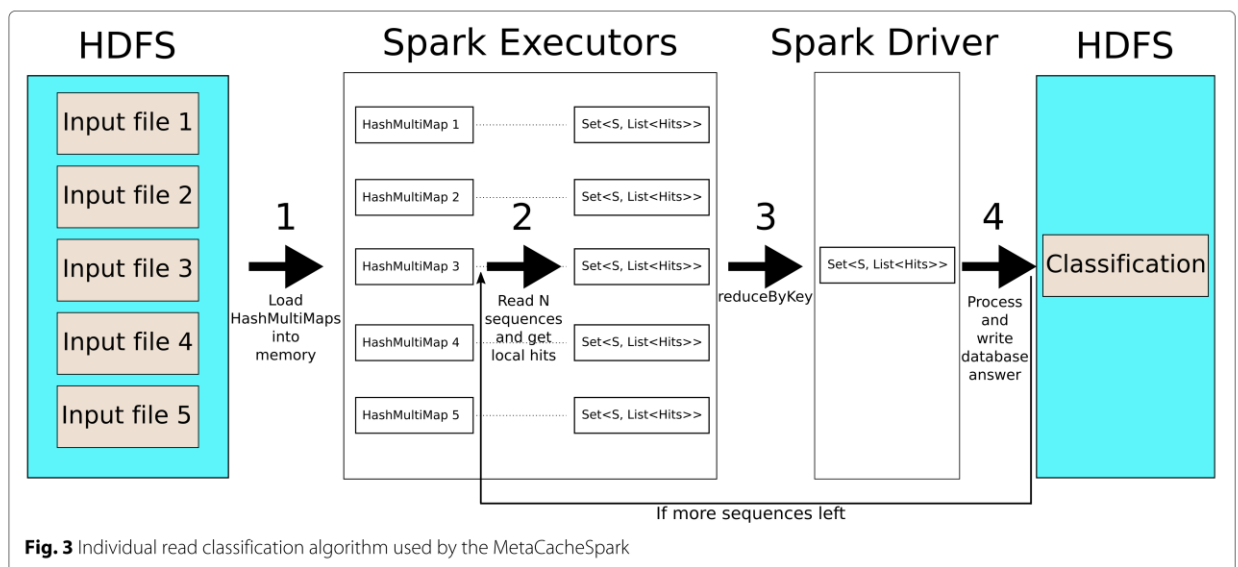 HDFS
Spark Executors
Spark Driver
HDFS
Input file 1
Input file 2
Input file 3
Input file 4
Input file 5
1
Load
HashMultiMaps
into
memory
HashMultiMap 1
HashMultiMap 2
HashMultiMap 3
HashMultiMap 4
HashMultiMap 5
2
Read N
sequences
and get
local hits
Set<S, List<Hits>>
Set<S, List<Hits>>
Set<S, List<Hits>>
Set<S, List<Hits>>
Set<S, List<Hits>>
3
reduceByKey
Set<S, List<Hits>>
4
Process
and
write
database
answer
Classification
If more sequences left
Fig. 3 Individual read classification algorithm used by the MetaCacheSpark